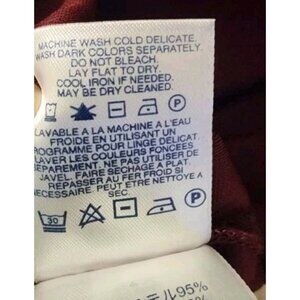 MACHINE WASH COLD DELICATE.
WASH DARK COLORS SEPARATELY.
DO NOT BLEACH.
LAY FLAT TO DRY.
COOL IRON IF NEEDED.
MAY BE DRY CLEANED.
P
LAVABLE A LA MACHINE A L'EAU
FROIDE EN UTILISANT UN
PROGRAMME POUR LINGE DELICAT.
LAVER LES COULEURS FONCÉES
SEPAREMENT. NE PAS UTILISER DE
JAVEL. FAIRE SECHAGE A PLAT.
REPASSER AU FER FROID SI
NECESSAIRE. PEUT ETRE NETTOYE A
SEC.
30
P
95%